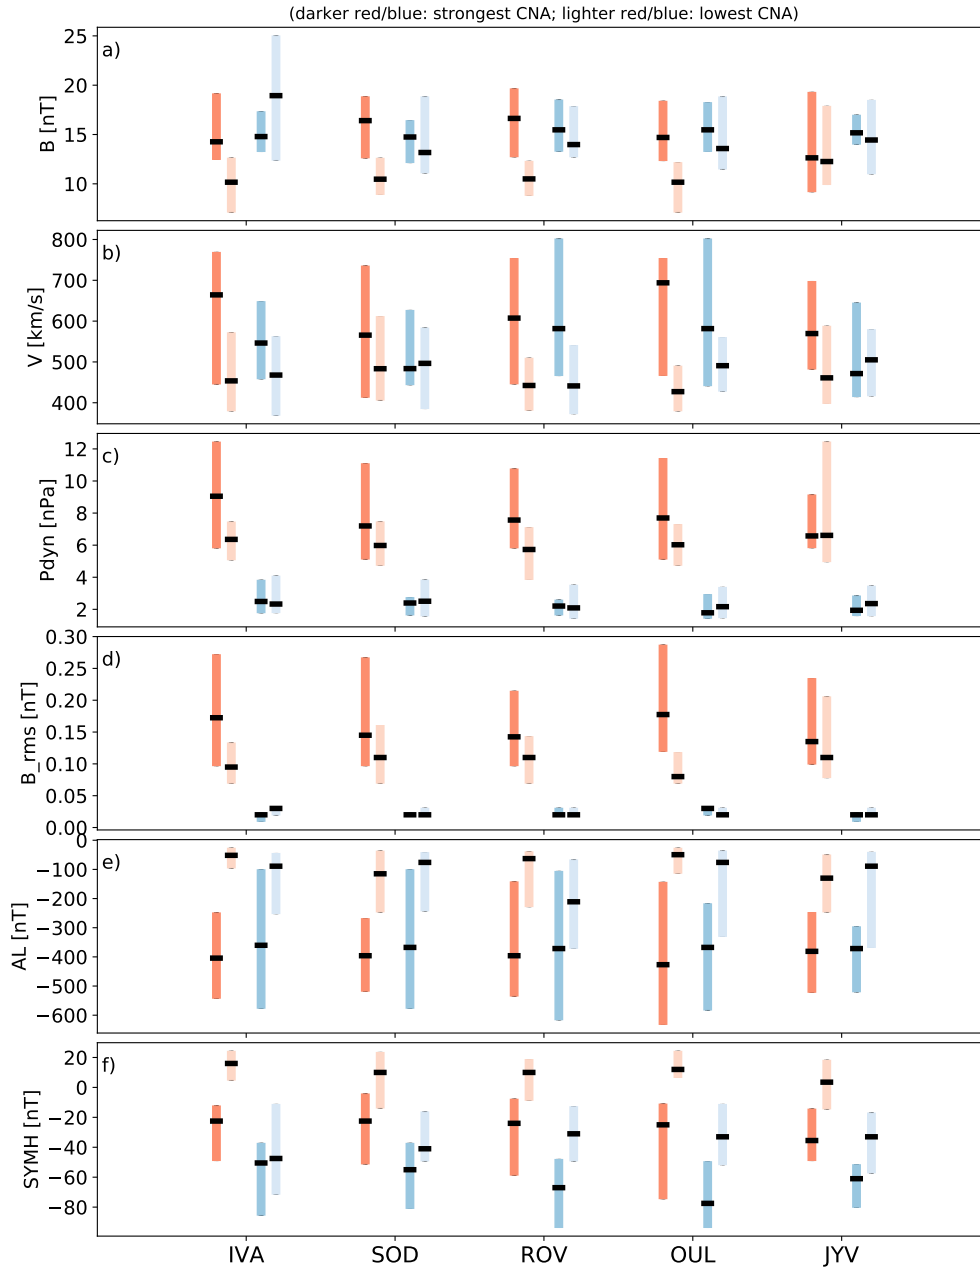 (darker red/blue: strongest CNA; lighter red/blue: lowest CNA)
a)
B [nT]
25
20
15
10
b)
V [km/s]
800
700
600
500
400
c)
Pdyn [nPa]
12
10
8
6
4
2
d)
B_rms [nT]
0.30
0.25
0.20
0.15
0.10
0.05
0.00
e)
AL [nT]
0
−100
−200
−300
−400
−500
−600
f)
SYMH [nT]
20
0
−20
−40
−60
−80
IVA SOD ROV OUL JYV